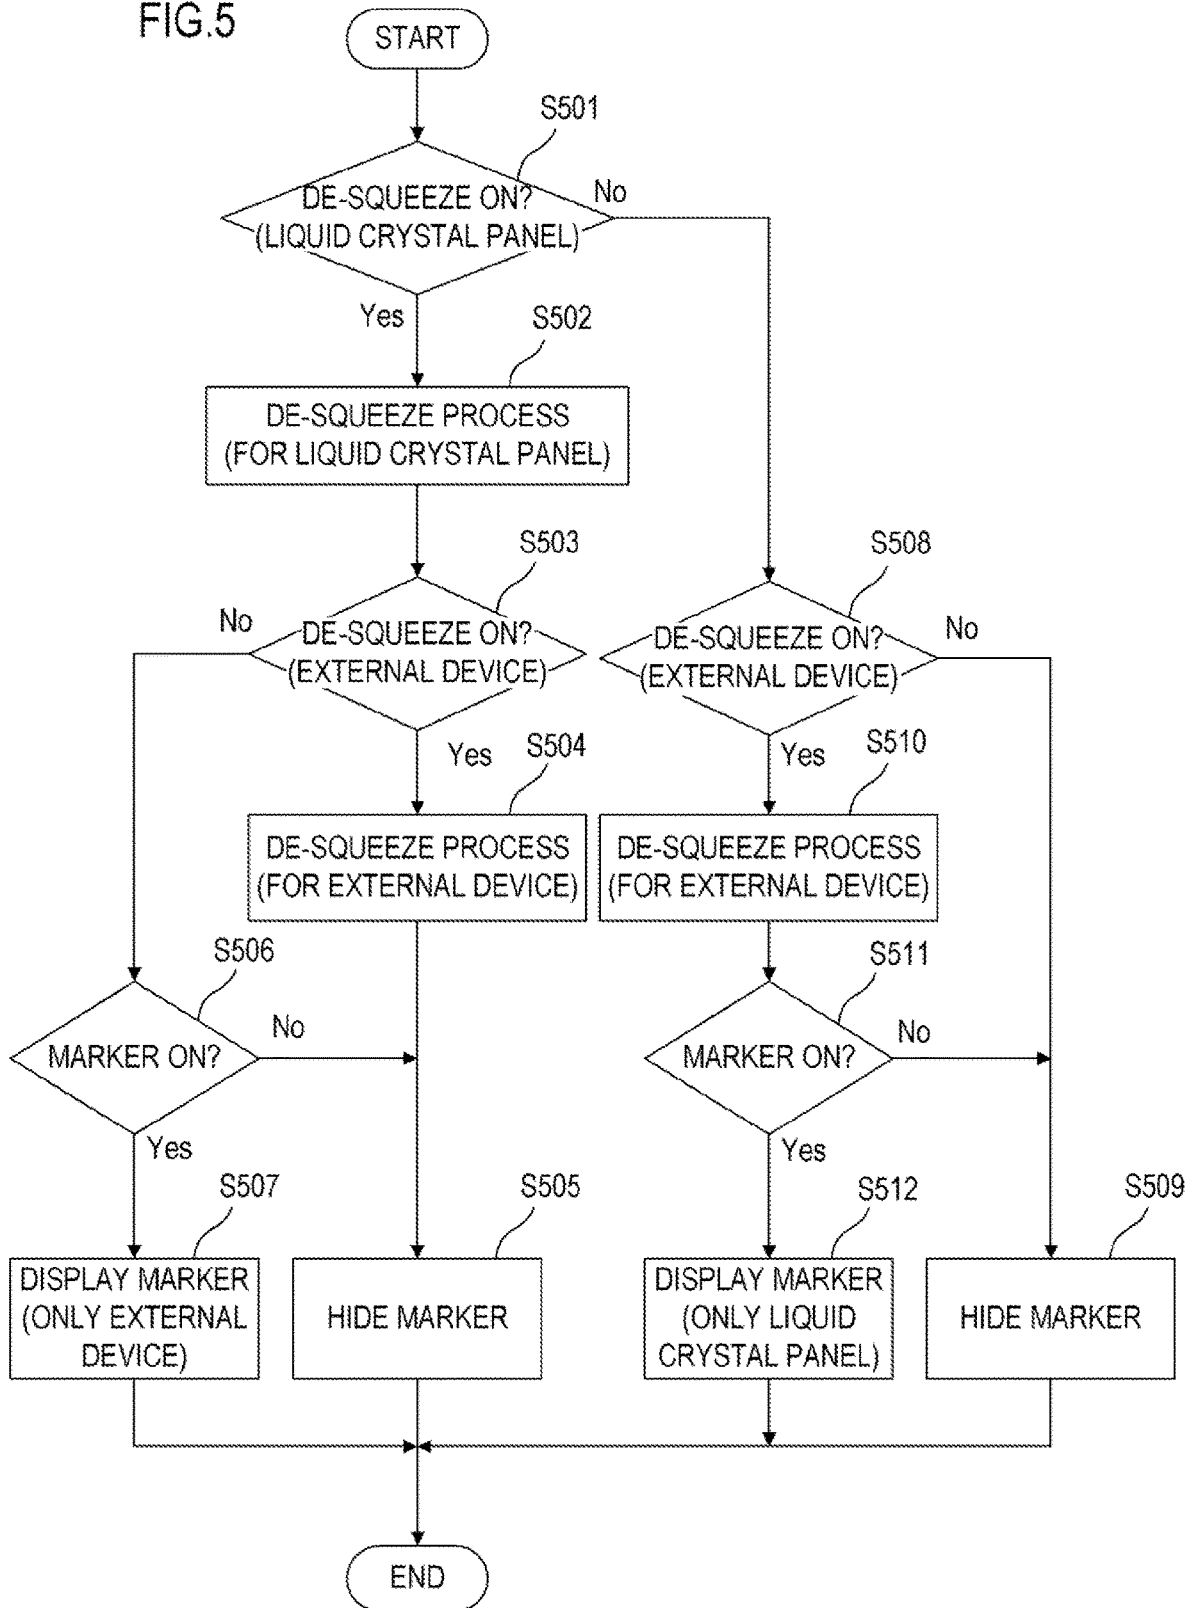 FIG.5
START
S501
DE-SQUEEZE ON?
(LIQUID CRYSTAL PANEL)
No
Yes
S502
DE-SQUEEZE PROCESS
(FOR LIQUID CRYSTAL PANEL)
S503
No
DE-SQUEEZE ON?
(EXTERNAL DEVICE)
Yes
S508
DE-SQUEEZE ON?
(EXTERNAL DEVICE)
No
Yes
S504
DE-SQUEEZE PROCESS
(FOR EXTERNAL DEVICE)
S510
DE-SQUEEZE PROCESS
(FOR EXTERNAL DEVICE)
S506
MARKER ON?
No
Yes
S511
MARKER ON?
No
Yes
S507
DISPLAY MARKER
(ONLY EXTERNAL
DEVICE)
S505
HIDE MARKER
S512
DISPLAY MARKER
(ONLY LIQUID
CRYSTAL PANEL)
S509
HIDE MARKER
END